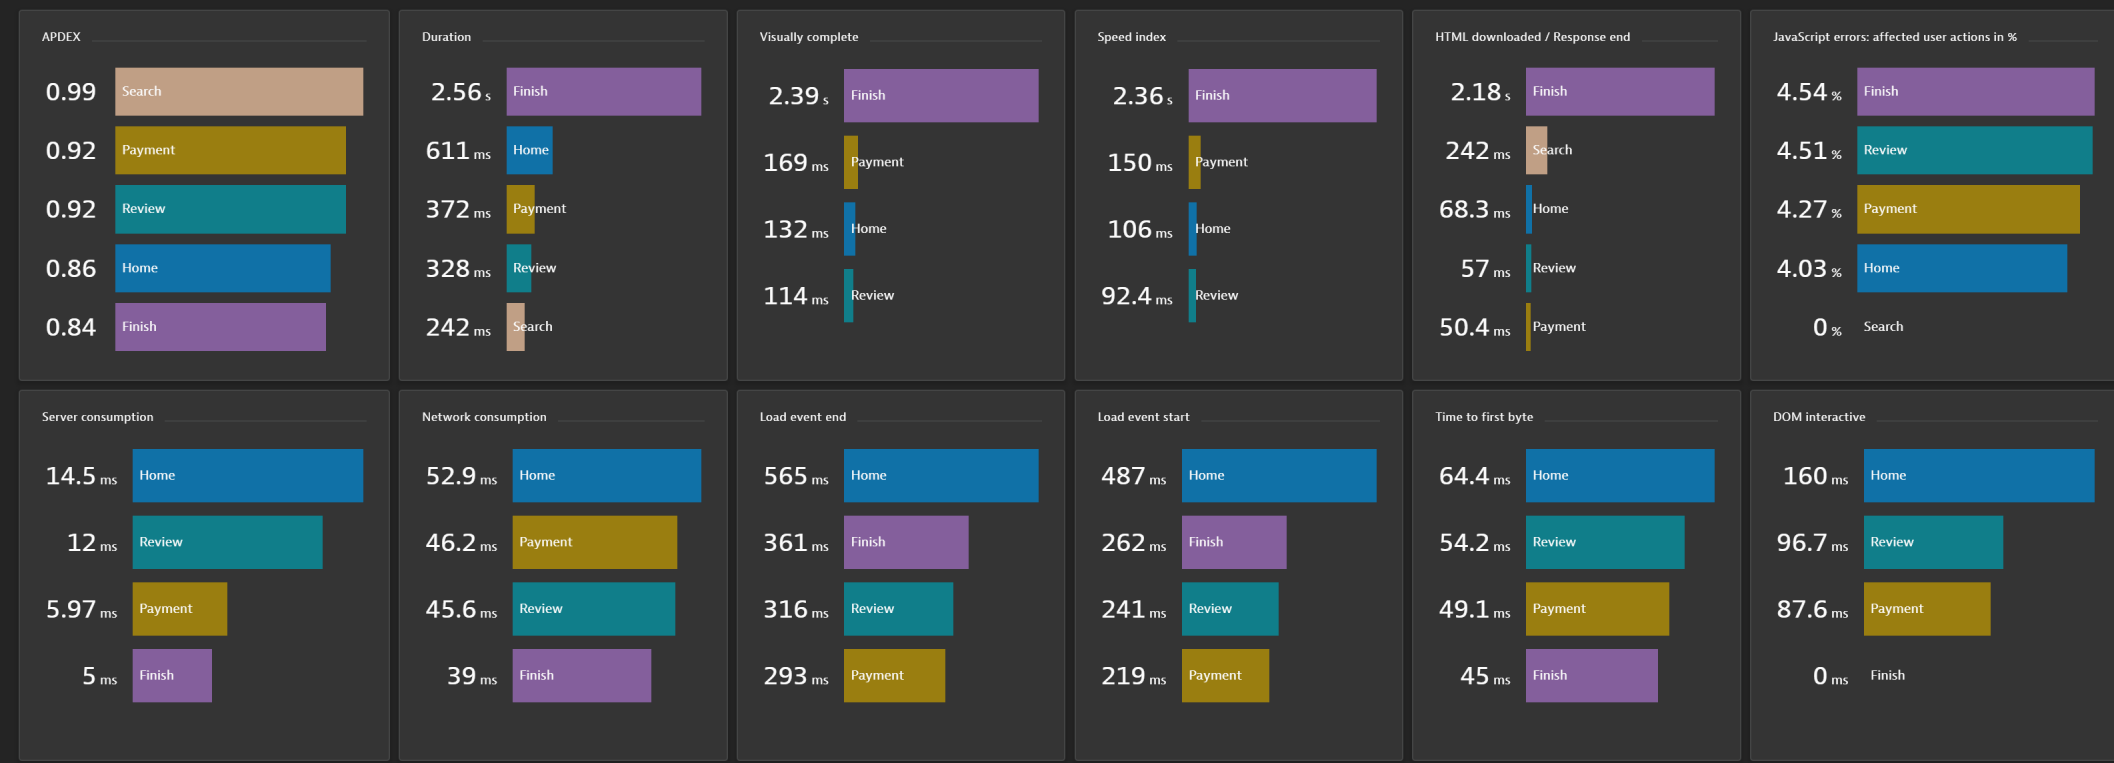 APDEX
0.99 Search
0.92 Payment
0.92 Review
0.86 Home
0.84 Finish
Duration
2.56 s Finish
611 ms Home
372 ms Payment
328 ms Review
242 ms Search
Visually complete
2.39 s Finish
169 ms Payment
132 ms Home
114 ms Review
Speed index
2.36 s Finish
150 ms Payment
106 ms Home
92.4 ms Review
HTML downloaded / Response end
2.18 s Finish
242 ms Search
68.3 ms Home
57 ms Review
50.4 ms Payment
JavaScript errors: affected user actions in %
4.54 % Finish
4.51 % Review
4.27 % Payment
4.03 % Home
0 % Search
Server consumption
14.5 ms Home
12 ms Review
5.97 ms Payment
5 ms Finish
Network consumption
52.9 ms Home
46.2 ms Payment
45.6 ms Review
39 ms Finish
Load event end
565 ms Home
361 ms Finish
316 ms Review
293 ms Payment
Load event start
487 ms Home
262 ms Finish
241 ms Review
219 ms Payment
Time to first byte
64.4 ms Home
54.2 ms Review
49.1 ms Payment
45 ms Finish
DOM interactive
160 ms Home
96.7 ms Review
87.6 ms Payment
0 ms Finish